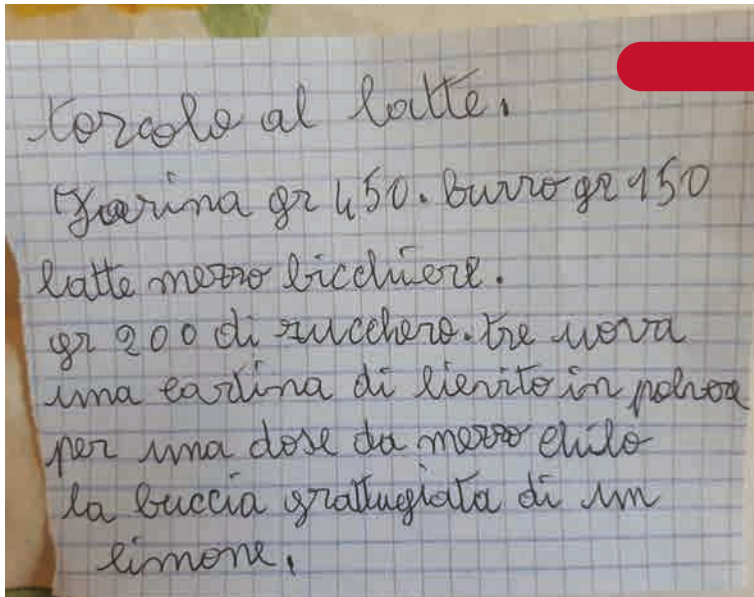 torcolo al latte.
Farina gr 450. burro gr 150
latte mezzo bicchiere.
gr 200 di zucchero. tre uova
una cartina di lievito in polvere
per una dose da mezzo chilo
la buccia grattugiata di un
limone.